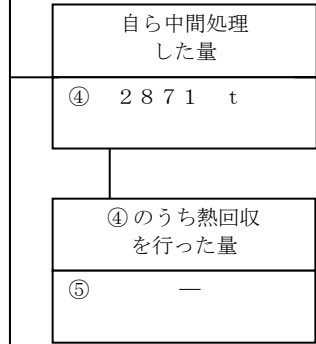 自ら中間処理
した量
④　２８７１　ｔ
④のうち熱回収
を行った量
⑤　　―